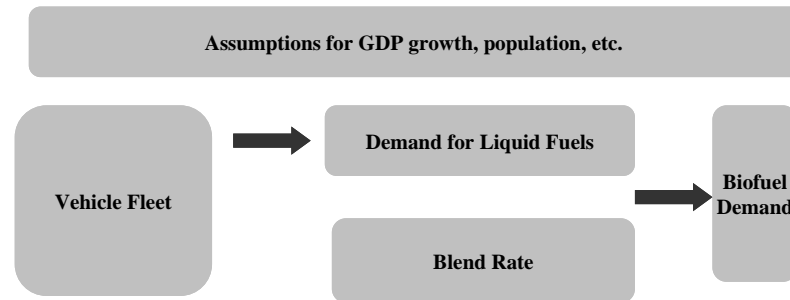 Assumptions for GDP growth, population, etc.
Vehicle Fleet
Demand for Liquid Fuels
Blend Rate
Biofuel
Demand